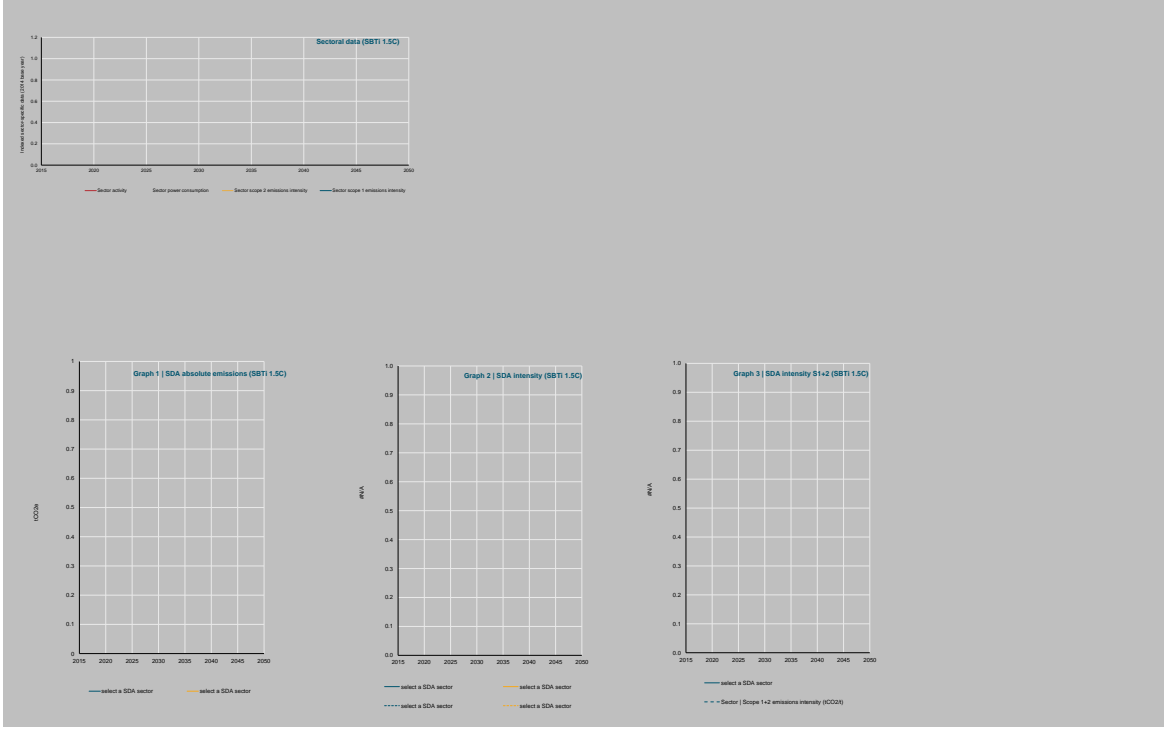 Sectoral data (SBTi 1.5C)
Indexed sector-specific data (2014 base year)
1.2
1.0
0.8
0.6
0.4
0.2
0.0
2015 2020 2025 2030 2035 2040 2045 2050
Sector activity Sector power consumption Sector scope 2 emissions intensity Sector scope 1 emissions intensity
Graph 1 | SDA absolute emissions (SBTi 1.5C)
tCO2e
1
0.9
0.8
0.7
0.6
0.5
0.4
0.3
0.2
0.1
0
2015 2020 2025 2030 2035 2040 2045 2050
select a SDA sector select a SDA sector
Graph 2 | SDA intensity (SBTi 1.5C)
#N/A
1.0
0.9
0.8
0.7
0.6
0.5
0.4
0.3
0.2
0.1
0.0
2015 2020 2025 2030 2035 2040 2045 2050
select a SDA sector select a SDA sector
select a SDA sector select a SDA sector
Graph 3 | SDA intensity S1+2 (SBTi 1.5C)
#N/A
1.0
0.9
0.8
0.7
0.6
0.5
0.4
0.3
0.2
0.1
0.0
2015 2020 2025 2030 2035 2040 2045 2050
select a SDA sector
Sector | Scope 1+2 emissions intensity (tCO2/t)